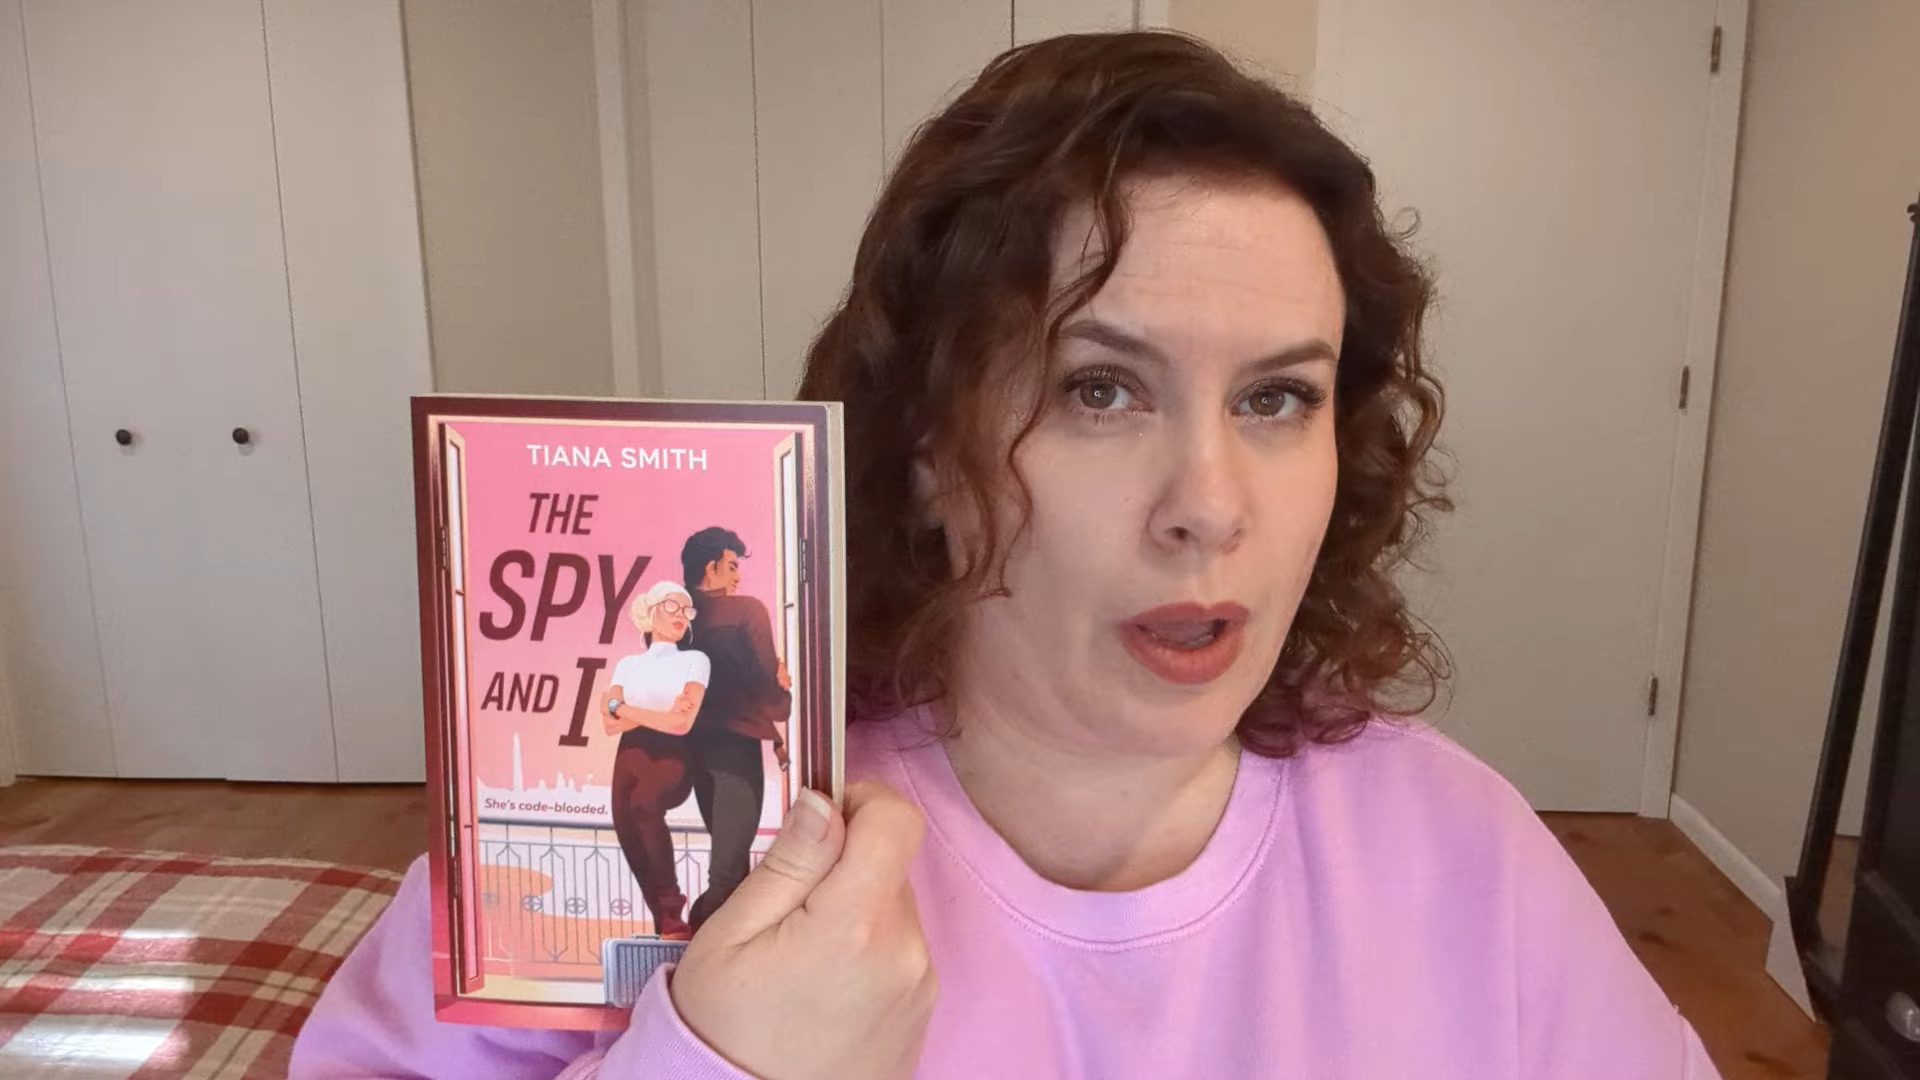 TIANA SMITH
THE
SPY
AND I
She's code-blooded.